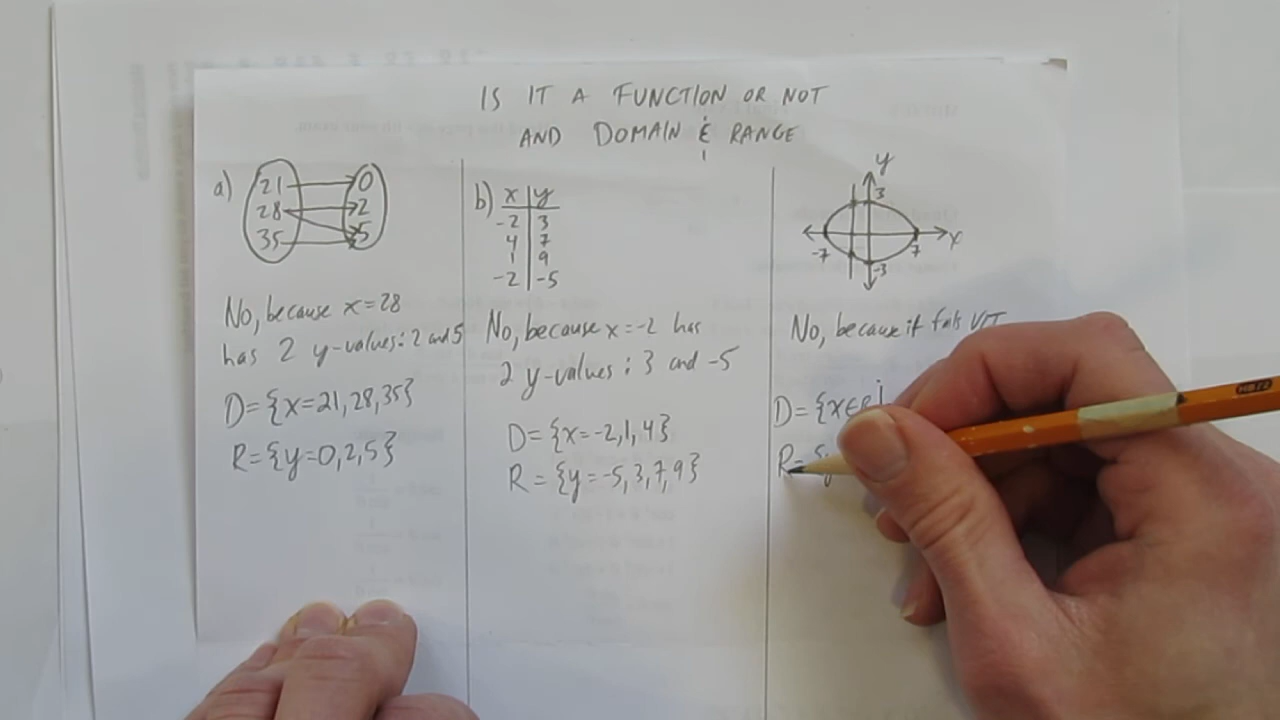 IS IT A FUNCTION OR NOT
AND DOMAIN & RANGE
a)
21
28
35
0
2
5
No, because x=28
has 2 y-values: 2 and 5
D={x=21,28,35}
R={y=0,2,5}
b)
x y
-2 3
4 7
1 9
-2 -5
No, because x=-2 has
2 y-values: 3 and -5
D={x=-2,1,4}
R={y=-5,3,7,9}
y
3
x
-7
7
-3
No, because it fails VLT
D={x∈R|
R={y